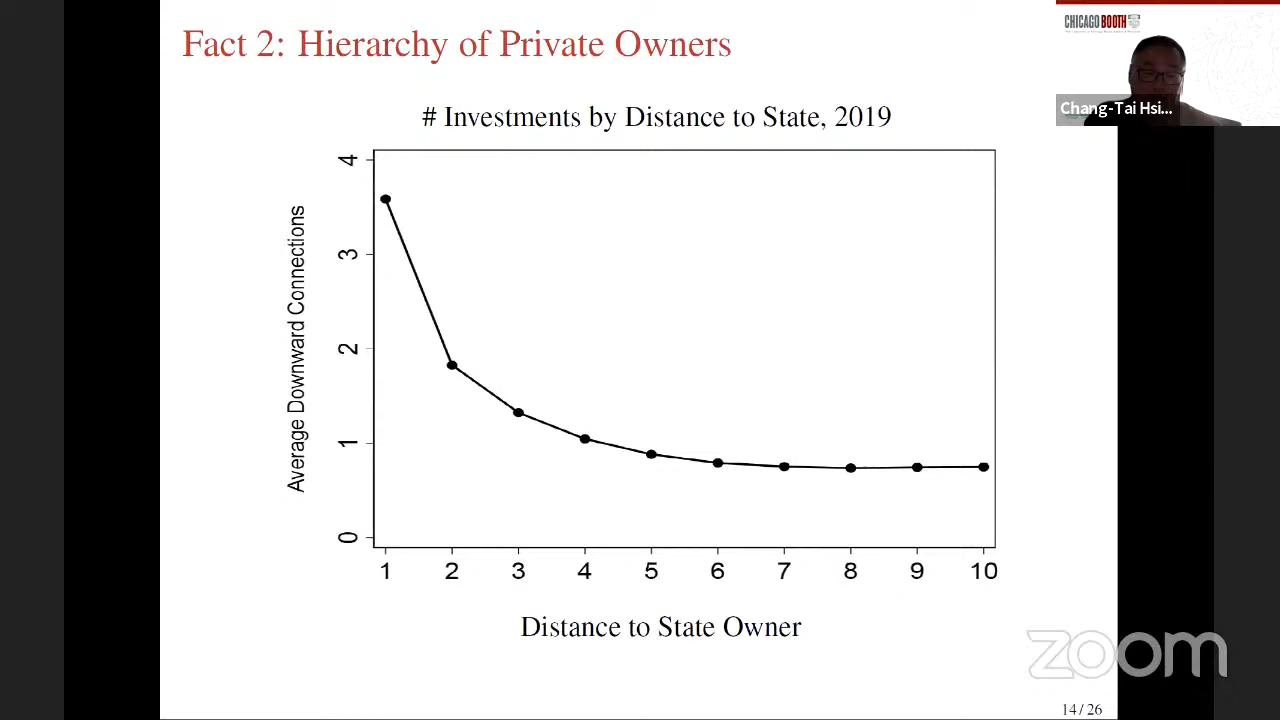 Fact 2: Hierarchy of Private Owners
CHICAGO BOOTH
Chang-Tai Hsi...
# Investments by Distance to State, 2019
Average Downward Connections
4
3
2
1
0
1 2 3 4 5 6 7 8 9 10
Distance to State Owner
zoom
14 / 26